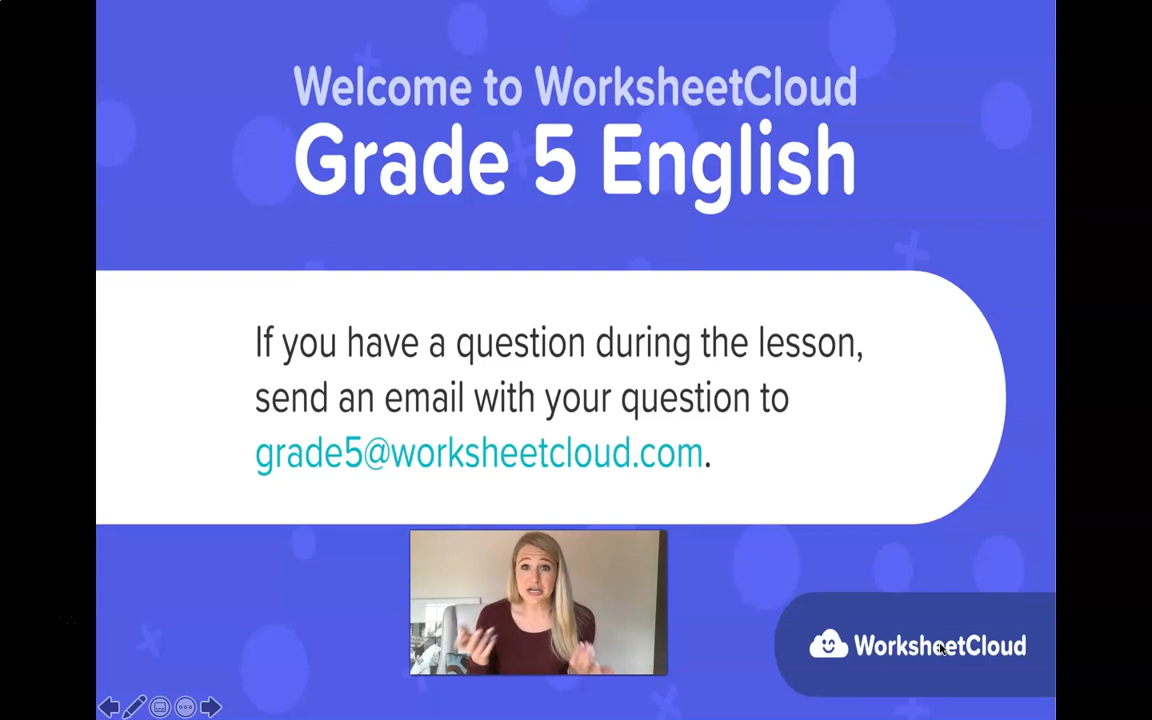 Welcome to WorksheetCloud
Grade 5 English
If you have a question during the lesson,
send an email with your question to
grade5@worksheetcloud.com.
WorksheetCloud